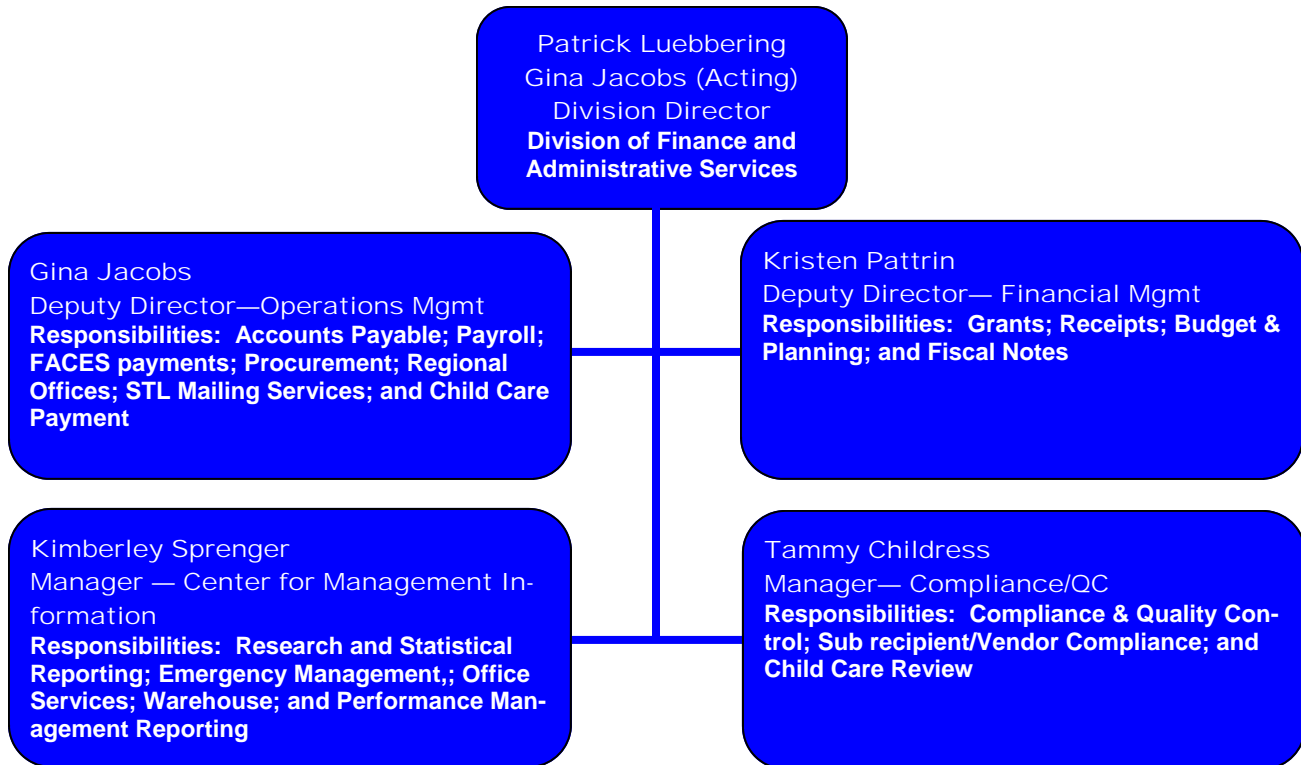 Patrick Luebbering
Gina Jacobs (Acting)
Division Director
Division of Finance and
Administrative Services
Gina Jacobs
Deputy Director—Operations Mgmt
Responsibilities:  Accounts Payable; Payroll;
FACES payments; Procurement; Regional
Offices; STL Mailing Services; and Child Care
Payment
Kristen Pattrin
Deputy Director— Financial Mgmt
Responsibilities:  Grants; Receipts; Budget &
Planning; and Fiscal Notes
Kimberley Sprenger
Manager — Center for Management In-
formation
Responsibilities:  Research and Statistical
Reporting; Emergency Management,; Office
Services; Warehouse; and Performance Man-
agement Reporting
Tammy Childress
Manager— Compliance/QC
Responsibilities:  Compliance & Quality Con-
trol; Sub recipient/Vendor Compliance; and
Child Care Review